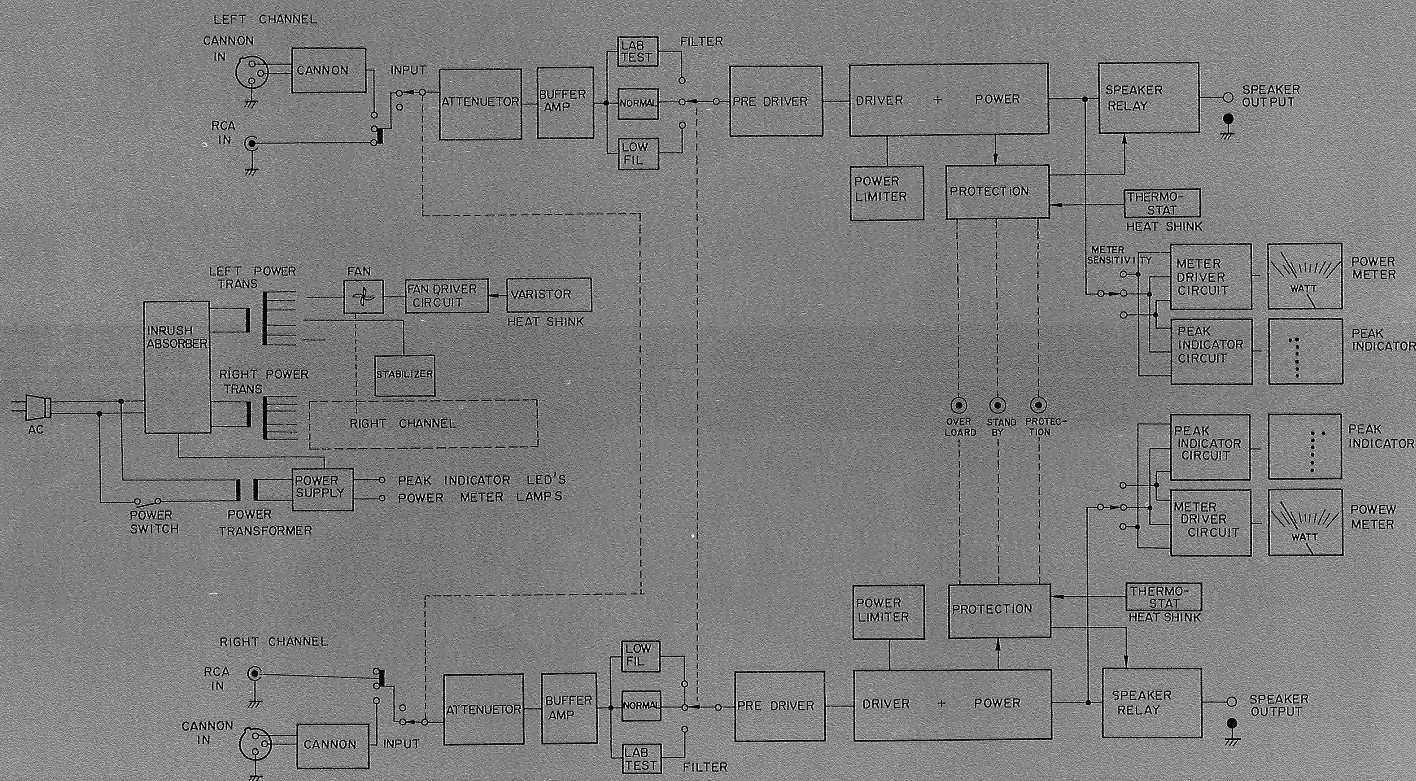 LEFT CHANNEL
CANNON
IN
CANNON
INPUT
RCA
IN
ATTENUETOR
BUFFER
AMP
LAB
TEST
NORMAL
LOW
FIL
FILTER
PRE DRIVER
DRIVER + POWER
SPEAKER
RELAY
SPEAKER
OUTPUT
POWER
LIMITER
PROTECTION
THERMO-
STAT
HEAT SHINK
METER
SENSITIVITY
METER
DRIVER
CIRCUIT
WATT
POWER
METER
PEAK
INDICATOR
CIRCUIT
PEAK
INDICATOR
LEFT POWER
TRANS
FAN
FAN DRIVER
CIRCUIT
VARISTOR
HEAT SHINK
INRUSH
ABSORBER
STABILIZER
RIGHT POWER
TRANS
RIGHT CHANNEL
AC
POWER
SUPPLY
PEAK INDICATOR LED'S
POWER METER LAMPS
POWER
SWITCH
POWER
TRANSFORMER
OVER
LOARD
STAND
BY
PROTEC-
TION
PEAK
INDICATOR
CIRCUIT
PEAK
INDICATOR
METER
DRIVER
CIRCUIT
WATT
POWEW
METER
POWER
LIMITER
PROTECTION
THERMO-
STAT
HEAT SHINK
RIGHT CHANNEL
RCA
IN
CANNON
IN
CANNON
INPUT
ATTENUETOR
BUFFER
AMP
LOW
FIL
NORMAL
LAB
TEST
FILTER
PRE DRIVER
DRIVER + POWER
SPEAKER
RELAY
SPEAKER
OUTPUT